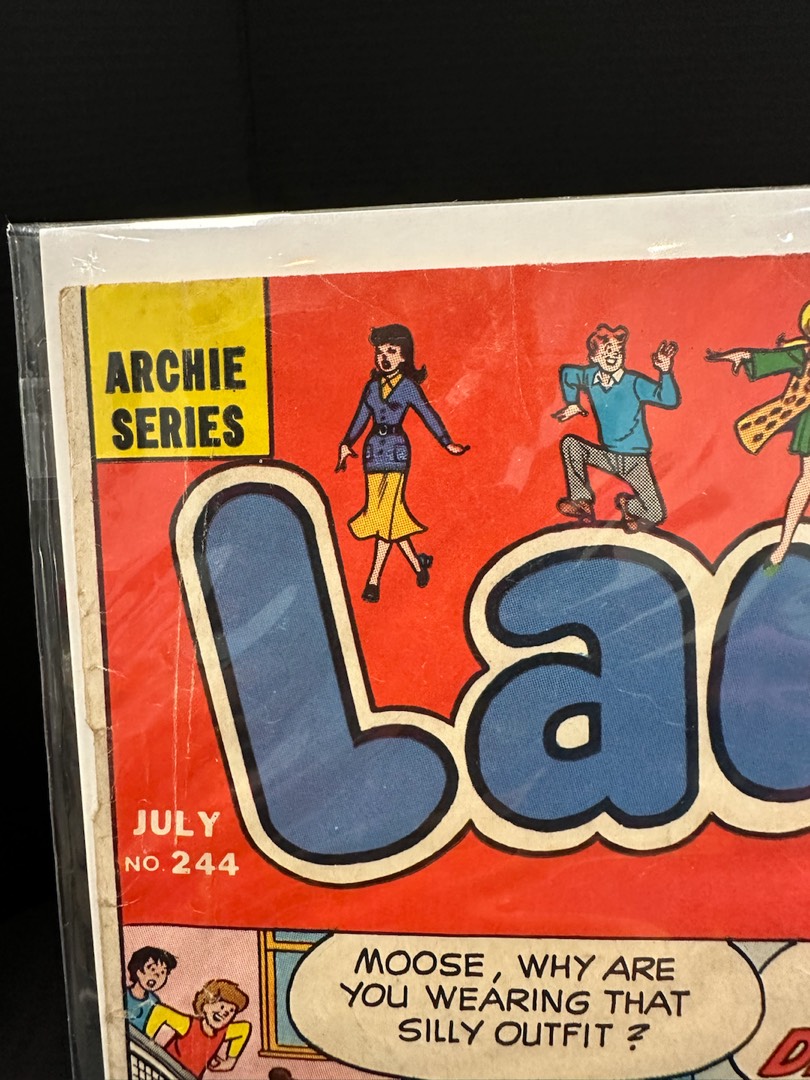 ARCHIE
SERIES
La
JULY
NO. 244
MOOSE, WHY ARE
YOU WEARING THAT
SILLY OUTFIT?
D